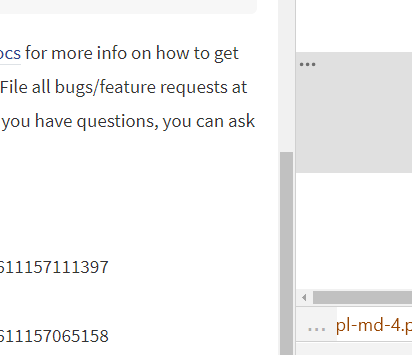 ocs for more info on how to get
File all bugs/feature requests at
you have questions, you can ask
...
611157111397
611157065158
... pl-md-4.p